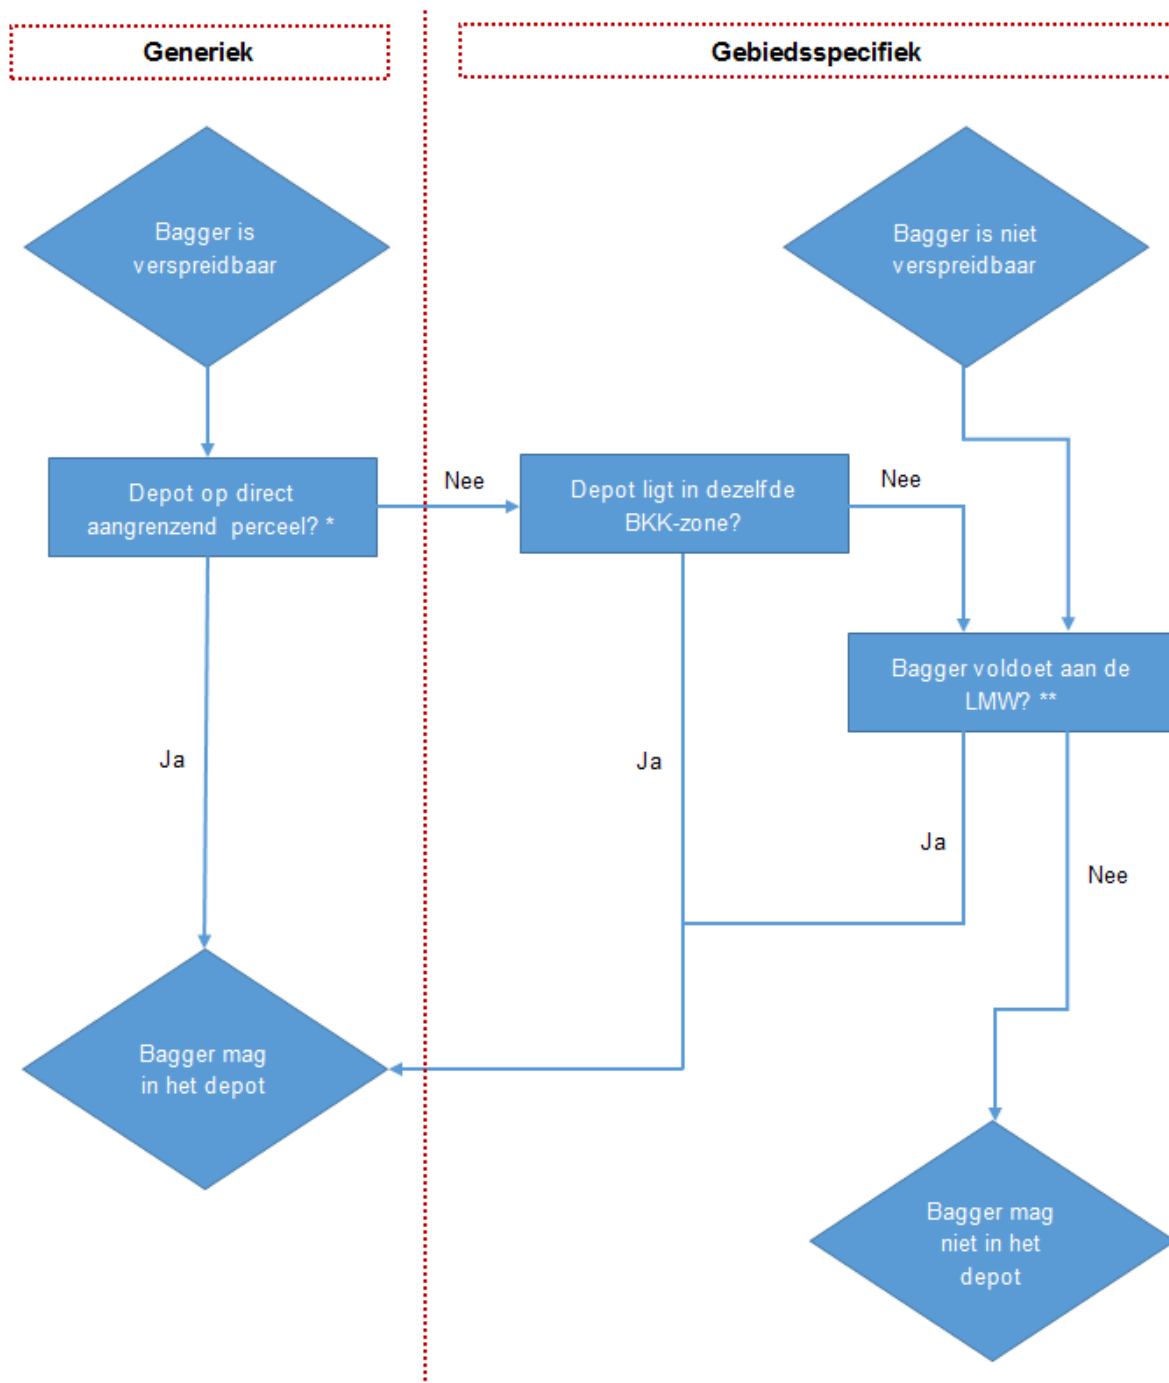 Generiek
Gebiedsspecifiek
Bagger is
verspreidbaar
Bagger is niet
verspreidbaar
Depot op direct
aangrenzend perceel? *
Nee
Depot ligt in dezelfde
BKK-zone?
Nee
Bagger voldoet aan de
LMW? **
Ja
Ja
Ja
Nee
Bagger mag
in het depot
Bagger mag
niet in het
depot